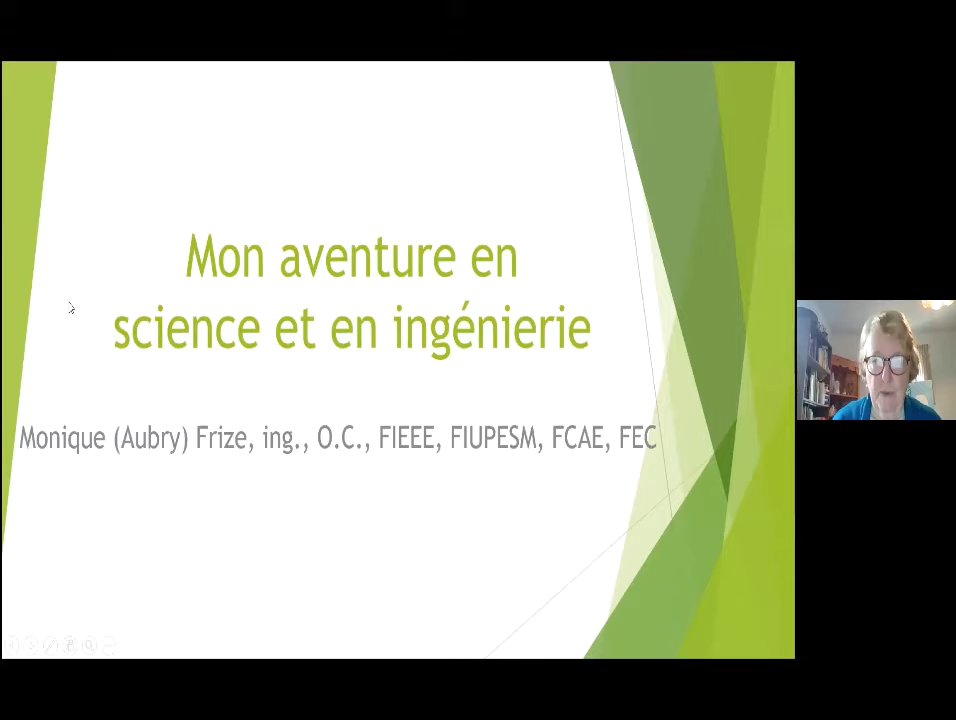 Mon aventure en
science et en ingénierie
Monique (Aubry) Frize, ing., O.C., FIEEE, FIUPESM, FCAE, FEC